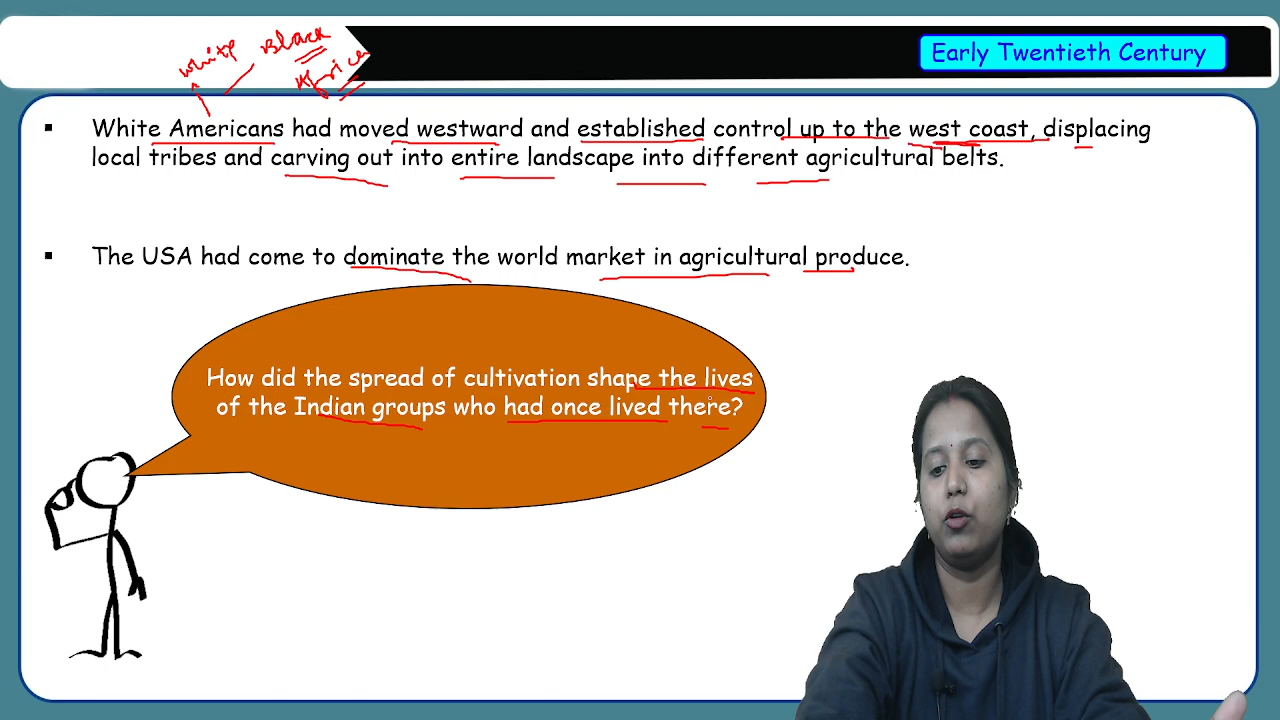 Early Twentieth Century
white Black
Africa
White Americans had moved westward and established control up to the west coast, displacing
local tribes and carving out into entire landscape into different agricultural belts.
The USA had come to dominate the world market in agricultural produce.
How did the spread of cultivation shape the lives
of the Indian groups who had once lived there?